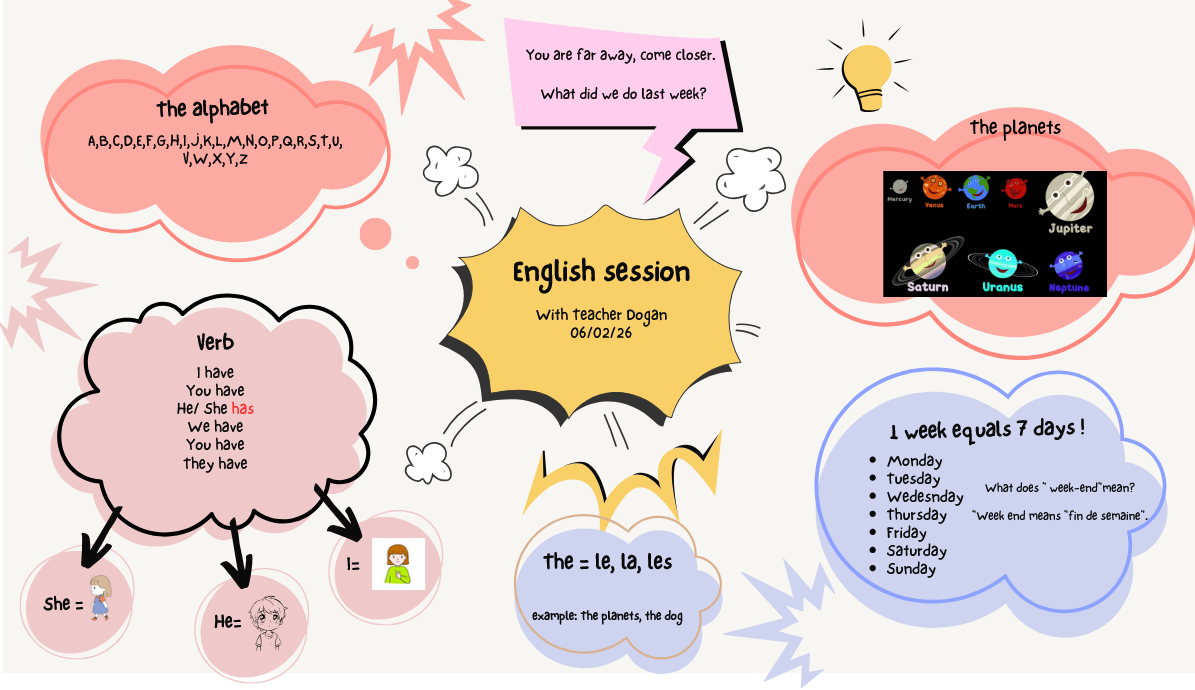 The alphabet
A,B,C,D,E,F,G,H,I,J,K,L,M,N,O,P,Q,R,S,T,U,
V,W,X,Y,Z
You are far away, come closer.
What did we do last week?
The planets
Mercury
Venus
Earth
Mars
Jupiter
Saturn
Uranus
Neptune
English session
With Teacher Dogan
06/02/26
Verb
I have
You have
He/ She has
We have
You have
They have
She =
He=
I=
The = le, la, les
example: The planets, the dog
1 week equals 7 days !
Monday
Tuesday
Wedesnday
Thursday
Friday
Saturday
Sunday
What does " week-end"mean?
"Week end means "fin de semaine".